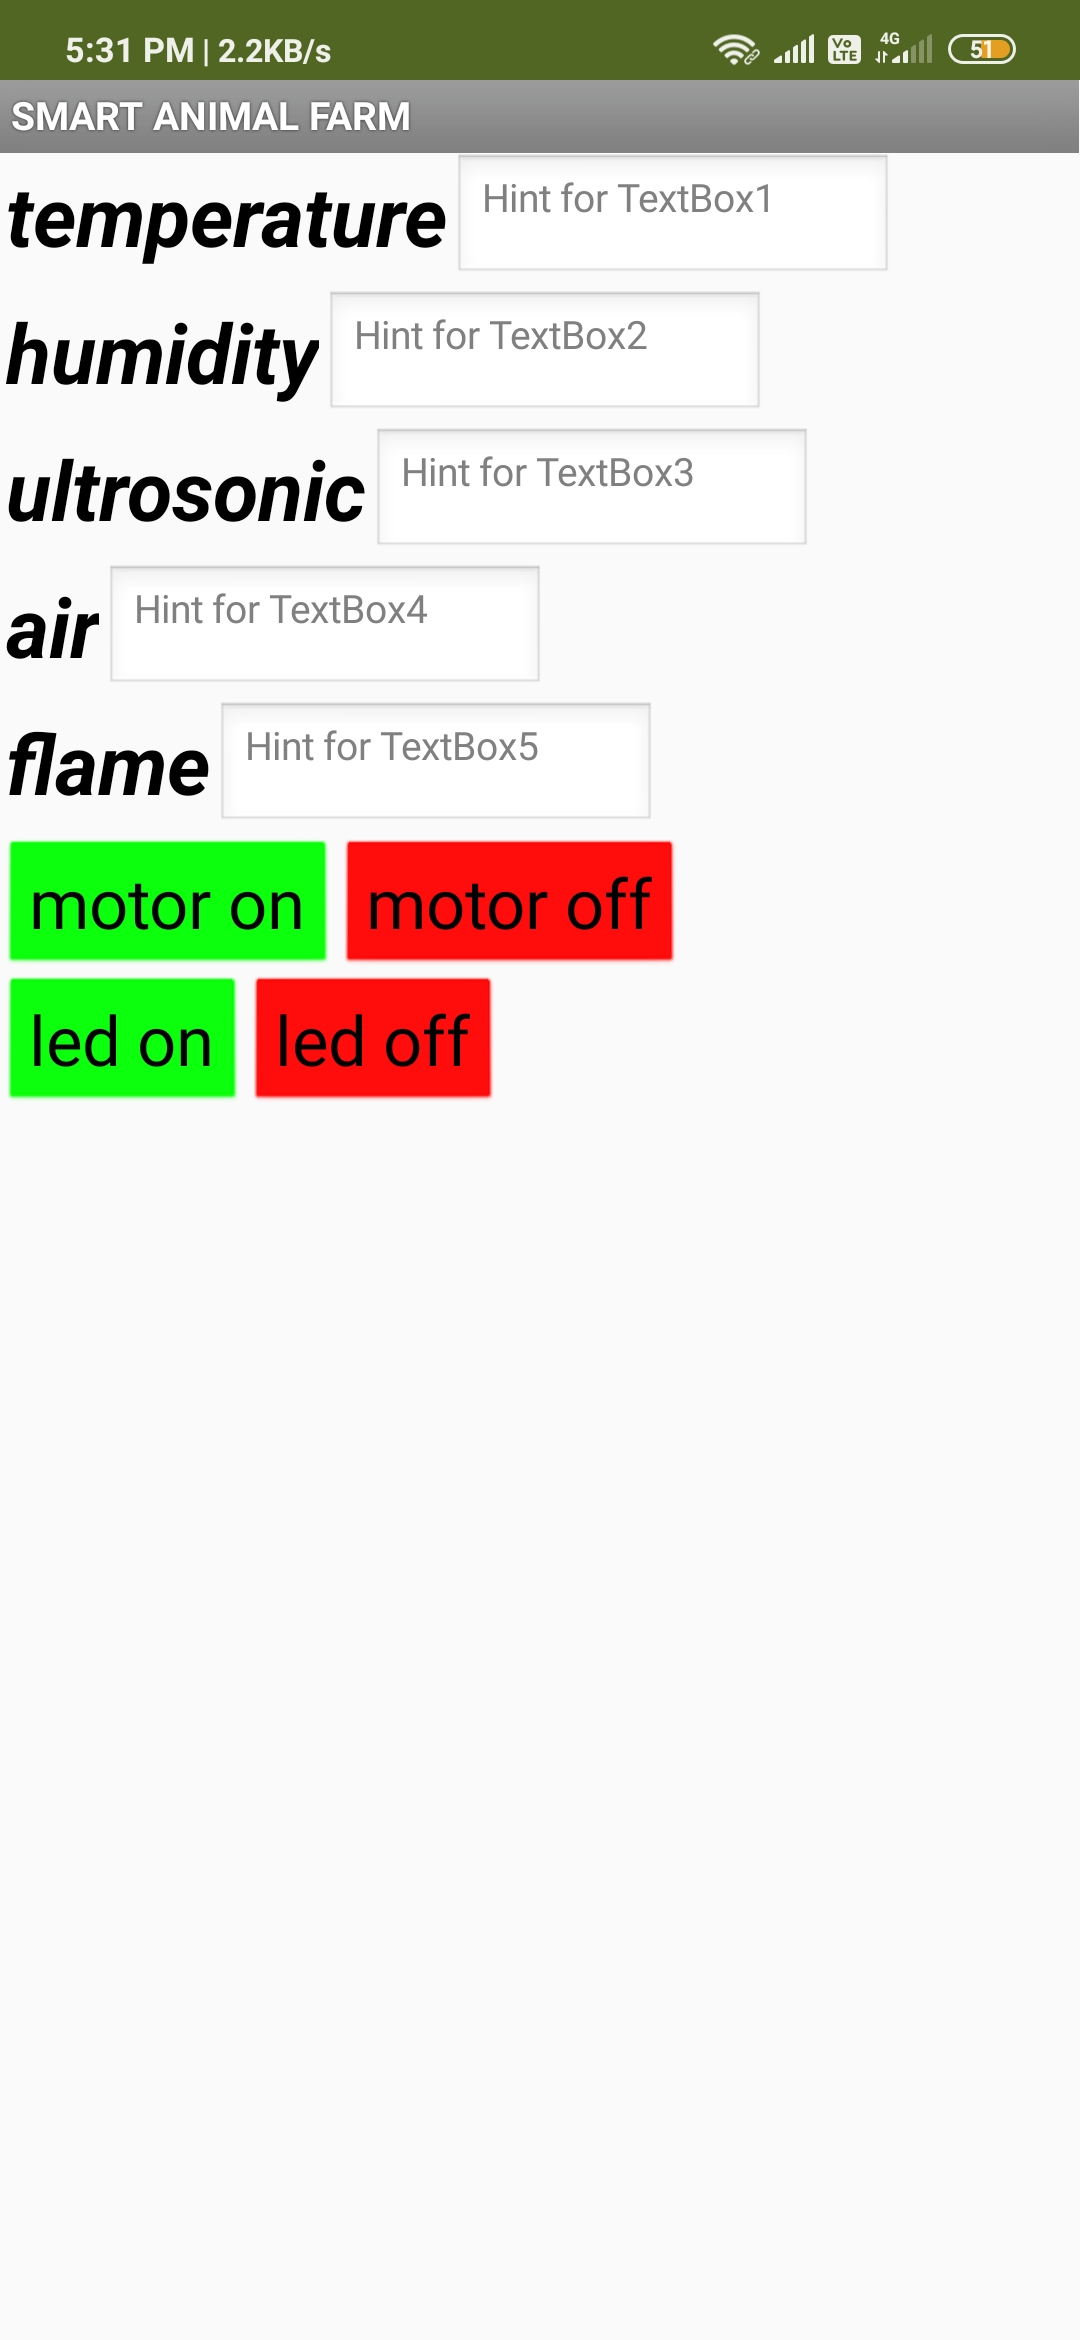 5:31 PM | 2.2KB/s Vo LTE 4G 51
SMART ANIMAL FARM
temperature Hint for TextBox1
humidity Hint for TextBox2
ultrosonic Hint for TextBox3
air Hint for TextBox4
flame Hint for TextBox5
motor on motor off
led on led off